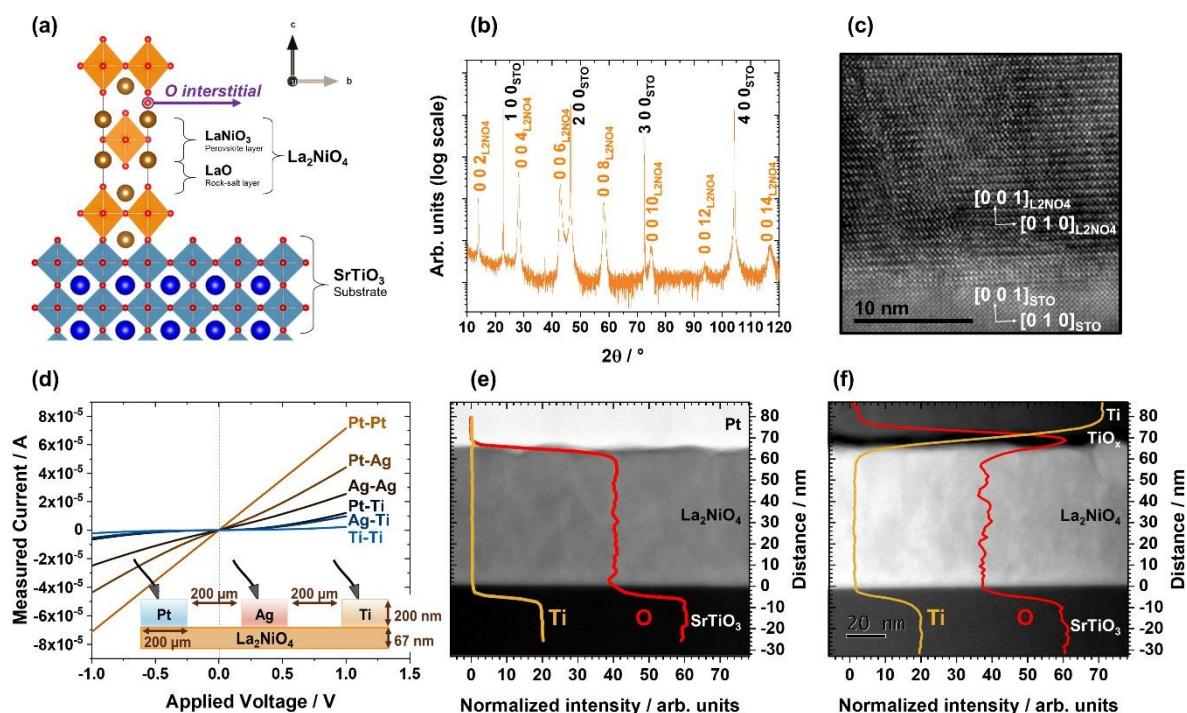 (a)
c
b
O interstitial
LaNiO3
Perovskite layer
LaO
Rock-salt layer
La2NiO4
SrTiO3
Substrate
(b)
Arb. units (log scale)
0 0 2L2NO4
1 0 0STO
0 0 4L2NO4
0 0 6L2NO4
2 0 0STO
0 0 8L2NO4
3 0 0STO
0 0 10L2NO4
0 0 12L2NO4
4 0 0STO
0 0 14L2NO4
10 20 30 40 50 60 70 80 90 100 110 120
2θ / °
(c)
[0 0 1]L2NO4
[0 1 0]L2NO4
[0 0 1]STO
[0 1 0]STO
10 nm
(d)
Measured Current / A
8x10-5
6x10-5
4x10-5
2x10-5
0
-2x10-5
-4x10-5
-6x10-5
-8x10-5
Pt-Pt
Pt-Ag
Ag-Ag
Pt-Ti
Ag-Ti
Ti-Ti
200 µm
200 µm
Pt
Ag
Ti
200 nm
200 µm
La2NiO4
67 nm
-1.0 -0.5 0.0 0.5 1.0
Applied Voltage / V
(e)
Pt
La2NiO4
Ti
O
SrTiO3
80
70
60
50
40
30
20
10
0
-10
-20
-30
Distance / nm
0 10 20 30 40 50 60 70
Normalized intensity / arb. units
(f)
Ti
TiOx
La2NiO4
Ti
O
SrTiO3
20 nm
80
70
60
50
40
30
20
10
0
-10
-20
-30
Distance / nm
0 10 20 30 40 50 60 70
Normalized intensity / arb. units